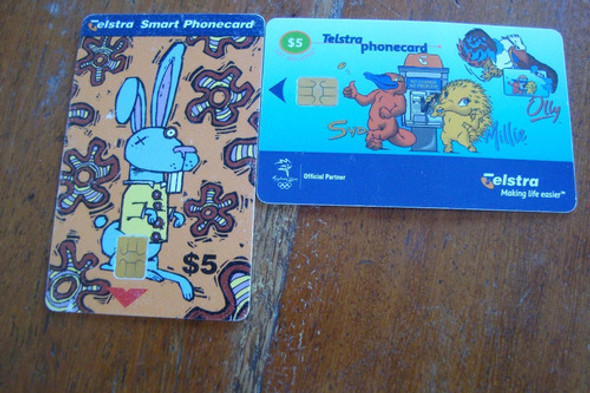 Telstra Smart Phonecard
$5
$5
Telstra
phonecard
Syd
Millie
Olly
Official Partner
Telstra
Making life easier™